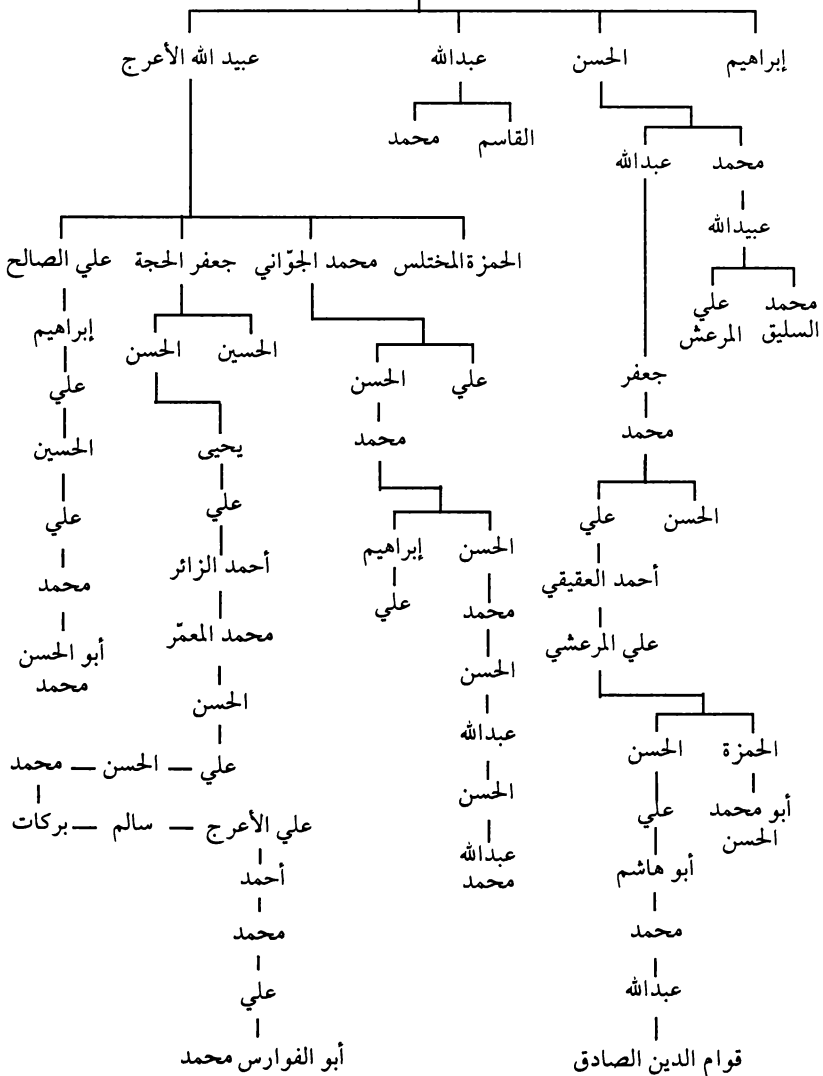 إبراهيم
الحسن
عبدالله
عبيد الله الأعرج
القاسم
محمد
محمد
عبدالله
عبيدالله
محمد السليق
علي المرعش
جعفر
محمد
الحسن
علي
أحمد العقيقي
علي المرعشي
الحمزة
الحسن
أبو محمد الحسن
علي
أبو هاشم
محمد
عبدالله
قوام الدين الصادق
الحمزة المختلس
محمد الجوّاني
جعفر الحجة
علي الصالح
علي
الحسن
محمد
الحسن
إبراهيم
علي
محمد
الحسن
عبدالله
الحسن
عبدالله
محمد
الحسين
الحسن
يحيى
علي
أحمد الزائر
محمد المعمّر
الحسن
علي — الحسن — محمد
علي الأعرج — سالم — بركات
أحمد
محمد
علي
أبو الفوارس محمد
إبراهيم
علي
الحسين
علي
محمد
أبو الحسن
محمد